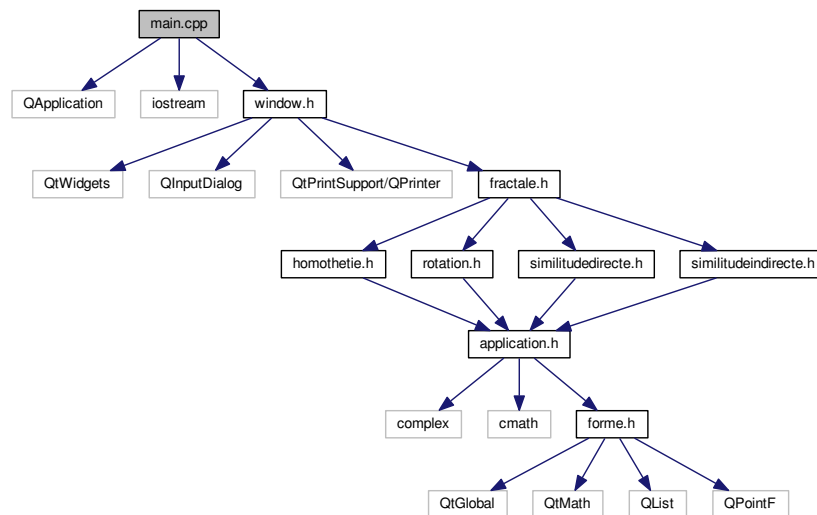 main.cpp
QApplication
iostream
window.h
QtWidgets
QInputDialog
QtPrintSupport/QPrinter
fractale.h
homothetie.h
rotation.h
similitudedirecte.h
similitudeindirecte.h
application.h
complex
cmath
forme.h
QtGlobal
QtMath
QList
QPointF